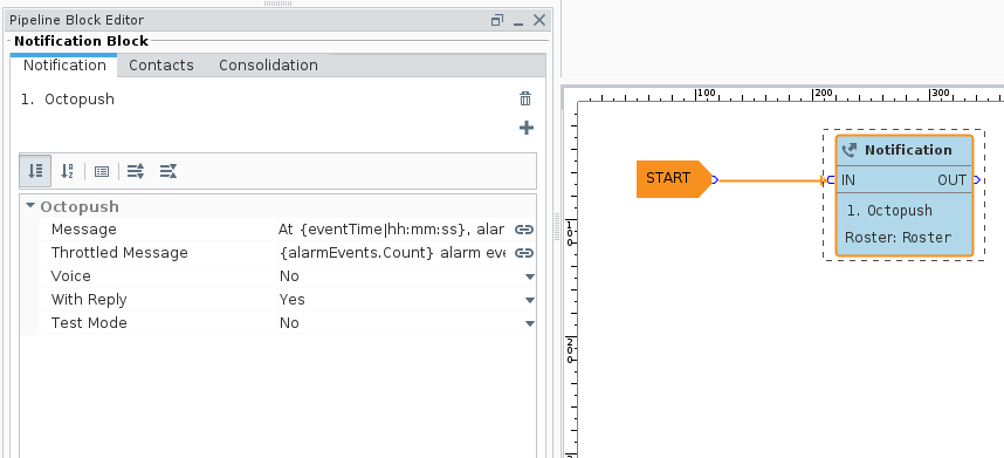 Pipeline Block Editor
Notification Block
Notification Contacts Consolidation
1. Octopush
Octopush
Message At {eventTime|hh:mm:ss}, alar
Throttled Message {alarmEvents.Count} alarm eve
Voice No
With Reply Yes
Test Mode No
100 200 300
START
Notification
IN OUT
1. Octopush
Roster: Roster
100
200